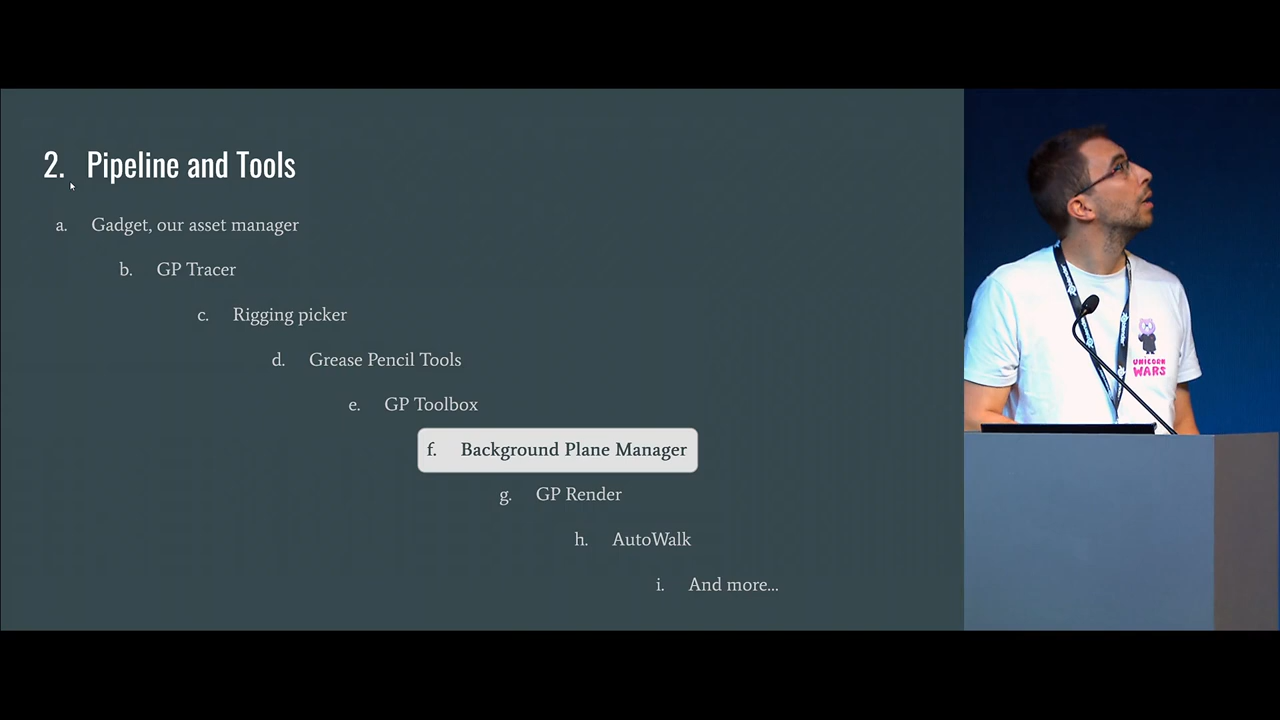 2. Pipeline and Tools
a. Gadget, our asset manager
b. GP Tracer
c. Rigging picker
d. Grease Pencil Tools
e. GP Toolbox
f. Background Plane Manager
g. GP Render
h. AutoWalk
i. And more...
UNICORN
WARS